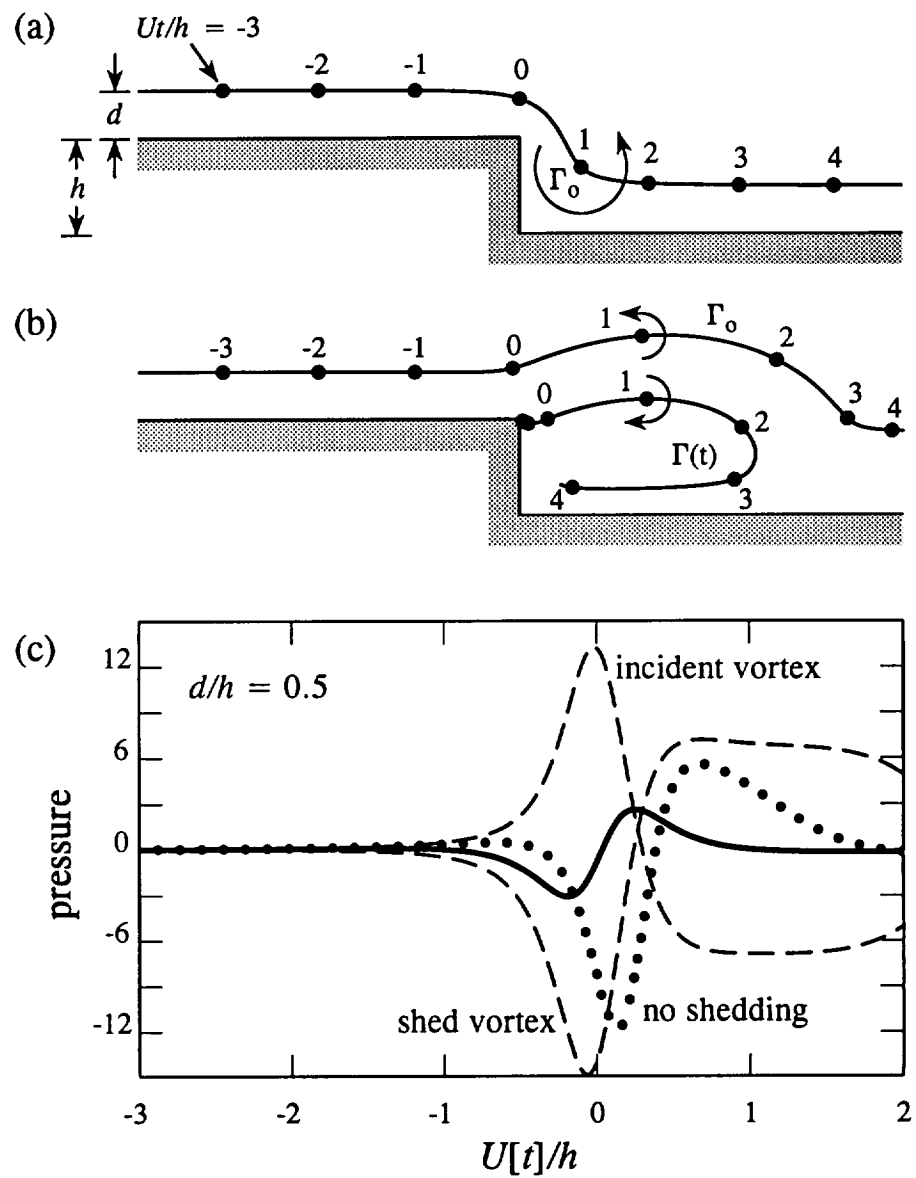 (a)
Ut/h = -3
-2
-1
0
d
h
1
2
3
4
Γo
(b)
-3
-2
-1
0
1
Γo
2
3
4
0
1
2
Γ(t)
3
4
(c)
12
6
0
-6
-12
pressure
d/h = 0.5
incident vortex
shed vortex
no shedding
-3
-2
-1
0
1
2
U[t]/h